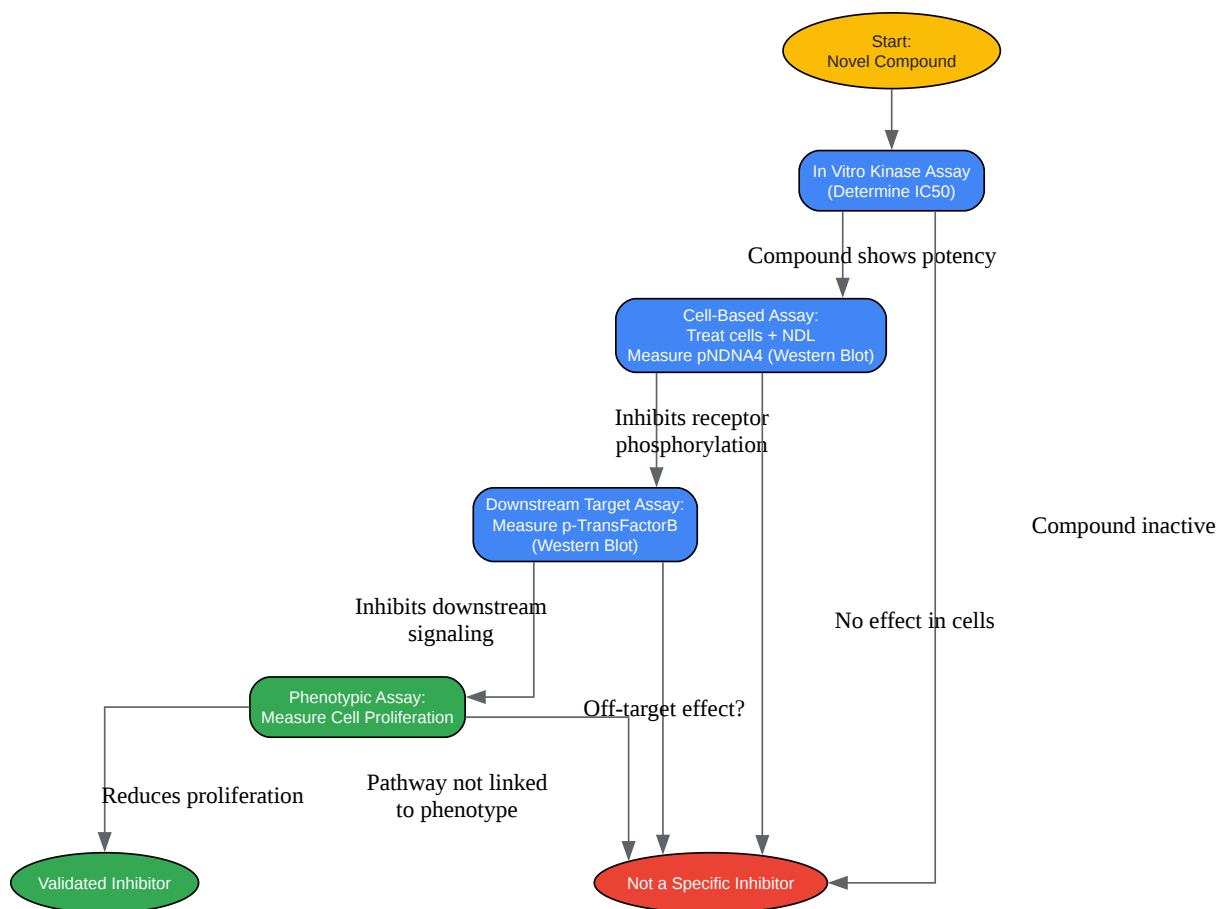 Start:
Novel Compound
In Vitro Kinase Assay
(Determine IC50)
Compound shows potency
Cell-Based Assay:
Treat cells + NDL
Measure pNDNA4 (Western Blot)
Inhibits receptor
phosphorylation
Downstream Target Assay:
Measure p-TransFactorB
(Western Blot)
Compound inactive
Inhibits downstream
signaling
No effect in cells
Phenotypic Assay:
Measure Cell Proliferation
Off-target effect?
Reduces proliferation
Pathway not linked
to phenotype
Validated Inhibitor
Not a Specific Inhibitor